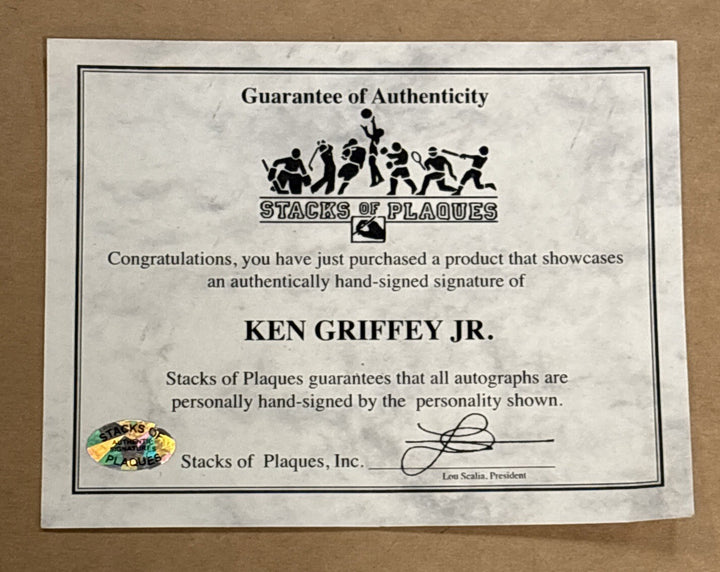 Guarantee of Authenticity
STACKS OF PLAQUES
Congratulations, you have just purchased a product that showcases
an authentically hand-signed signature of
KEN GRIFFEY JR.
Stacks of Plaques guarantees that all autographs are
personally hand-signed by the personality shown.
STACKS OF
AUTHENTIC
SIGNATURE
PLAQUES
Stacks of Plaques, Inc.
Lou Scalia, President